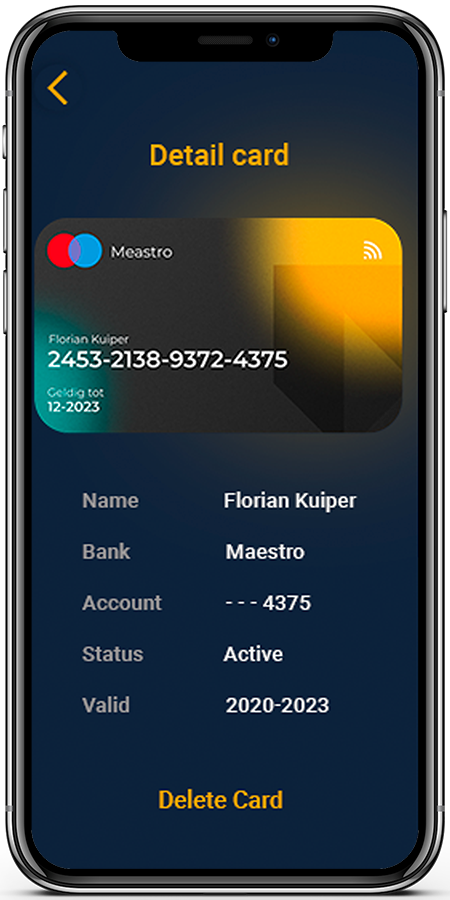 Detail card
Meastro
Florian Kuiper
2453-2138-9372-4375
Geldig tot
12-2023
Name Florian Kuiper
Bank Maestro
Account - - - 4375
Status Active
Valid 2020-2023
Delete Card